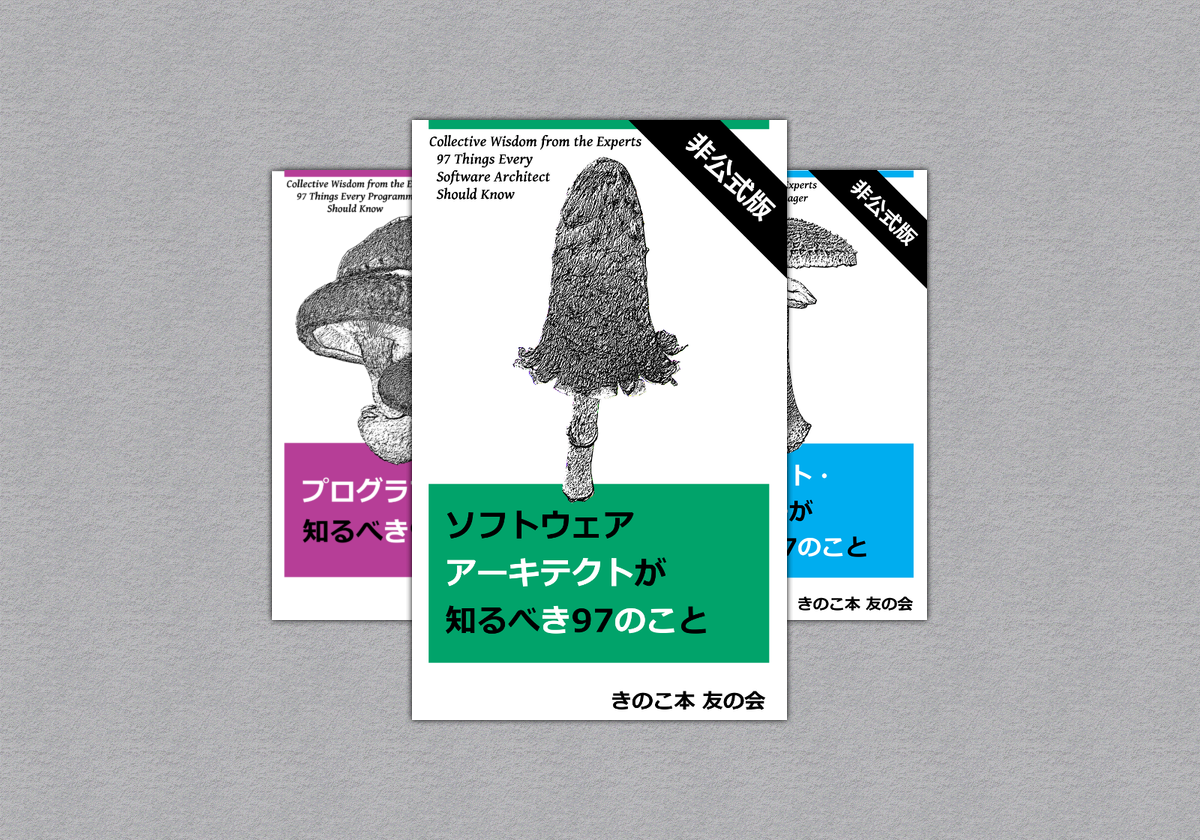 Collective Wisdom from the Experts
97 Things Every
Software Architect
Should Know
非公式版
ソフトウェア
アーキテクトが
知るべき97のこと
きのこ本 友の会
Collective Wisdom from the
97 Things Every
Should Know
プログラ
知るべき
Experts
非公式版
ト・
が
7のこと
きのこ本 友の会